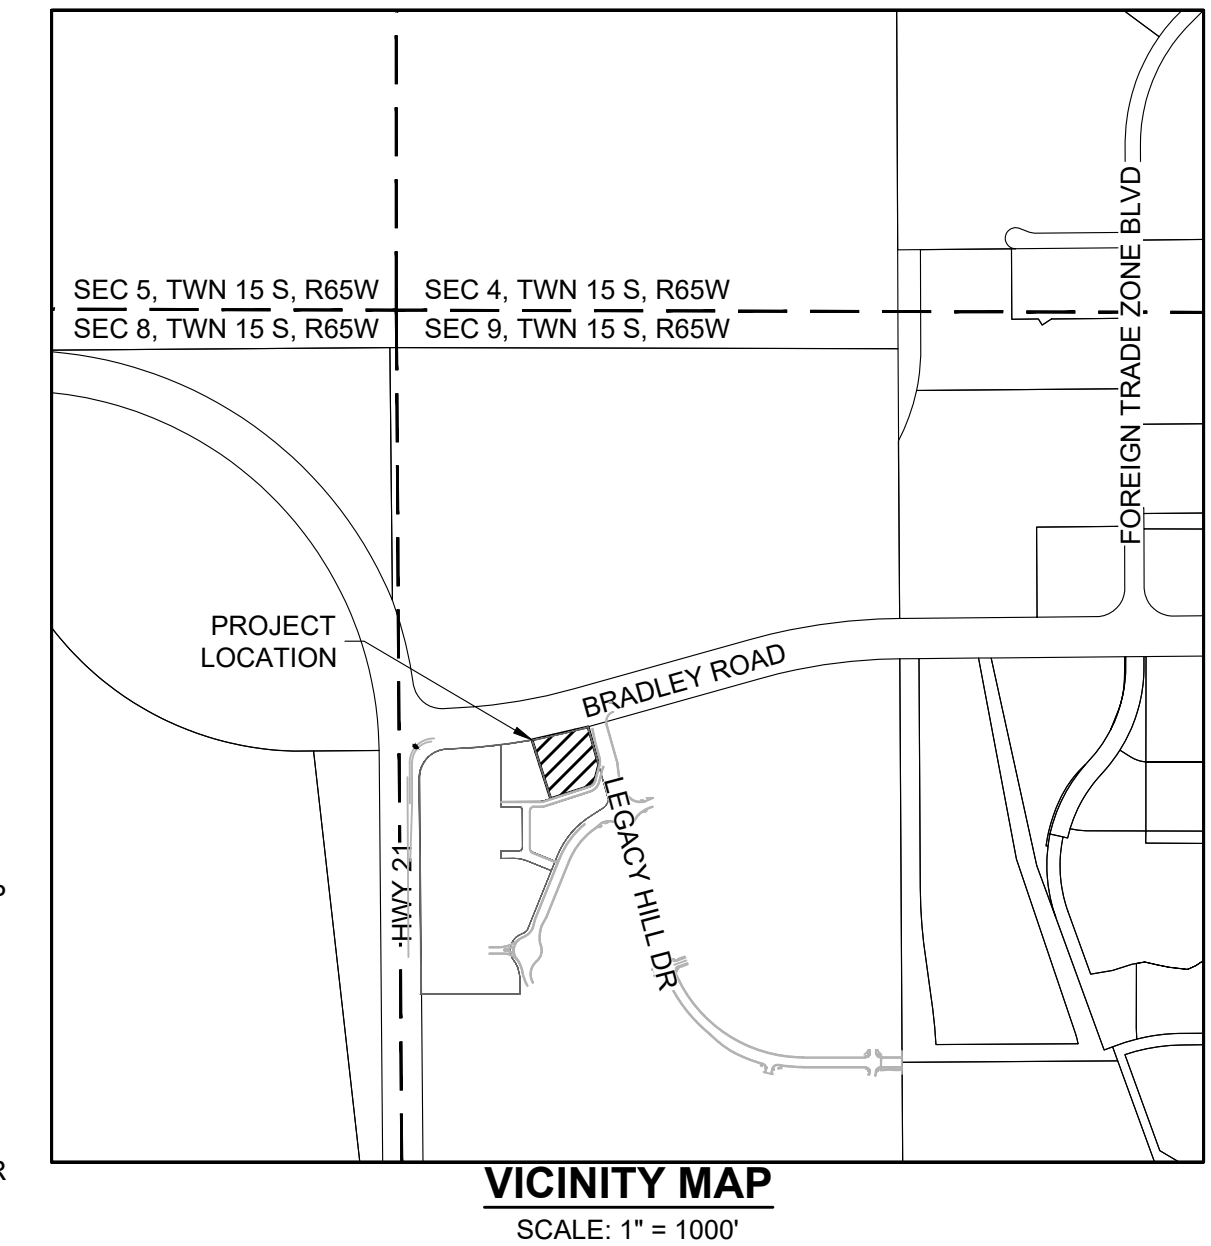 SEC 5, TWN 15 S, R65W
SEC 4, TWN 15 S, R65W
SEC 8, TWN 15 S, R65W
SEC 9, TWN 15 S, R65W
FOREIGN TRADE ZONE BLVD
PROJECT
LOCATION
BRADLEY ROAD
LEGACY HILL DR
HWY 21
R
VICINITY MAP
SCALE: 1" = 1000'